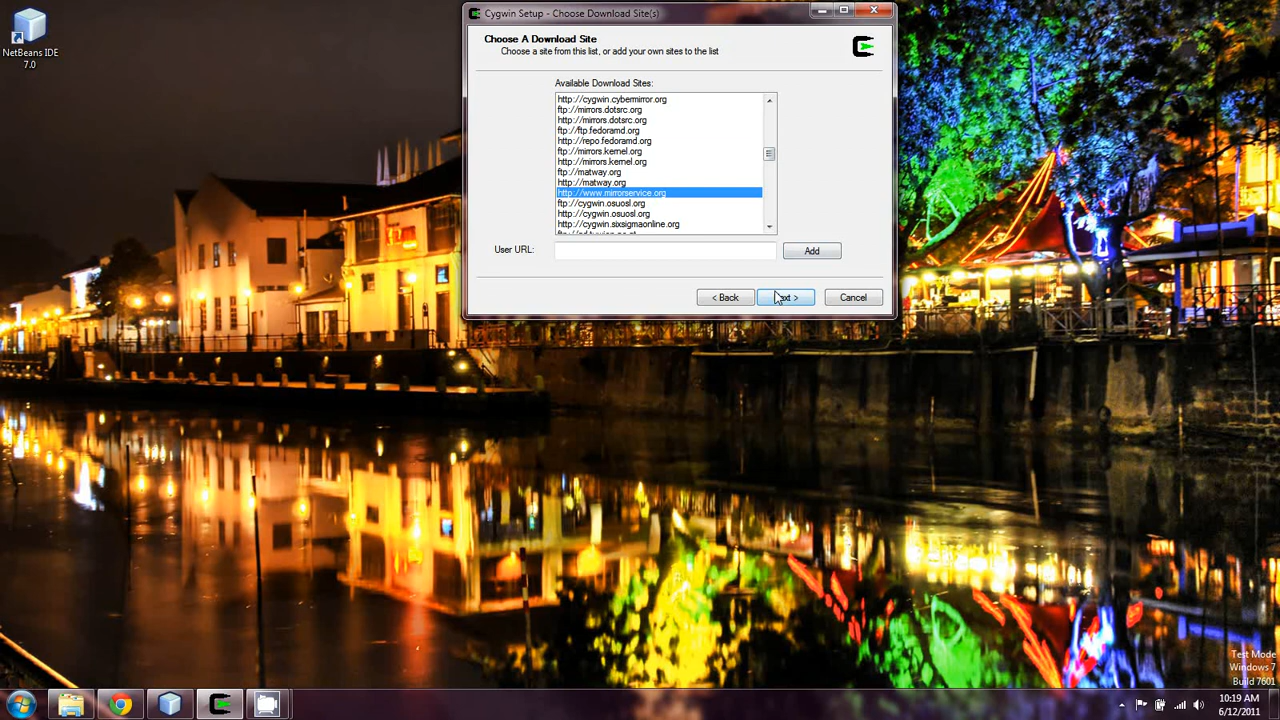 NetBeans IDE
7.0
Cygwin Setup - Choose Download Site(s)
Choose A Download Site
Choose a site from this list, or add your own sites to the list
Available Download Sites:
http://cygwin.cybermirror.org
ftp://mirrors.dotsrc.org
http://mirrors.dotsrc.org
ftp://ftp.fedoramd.org
http://repo.fedoramd.org
ftp://mirrors.kernel.org
http://mirrors.kernel.org
ftp://matway.org
http://matway.org
http://www.mirrorservice.org
ftp://cygwin.osuosl.org
http://cygwin.osuosl.org
http://cygwin.sixsigmaonline.org
User URL:
Add
< Back
>
Cancel
Test Mode
Windows 7
Build 7601
10:19 AM
6/12/2011